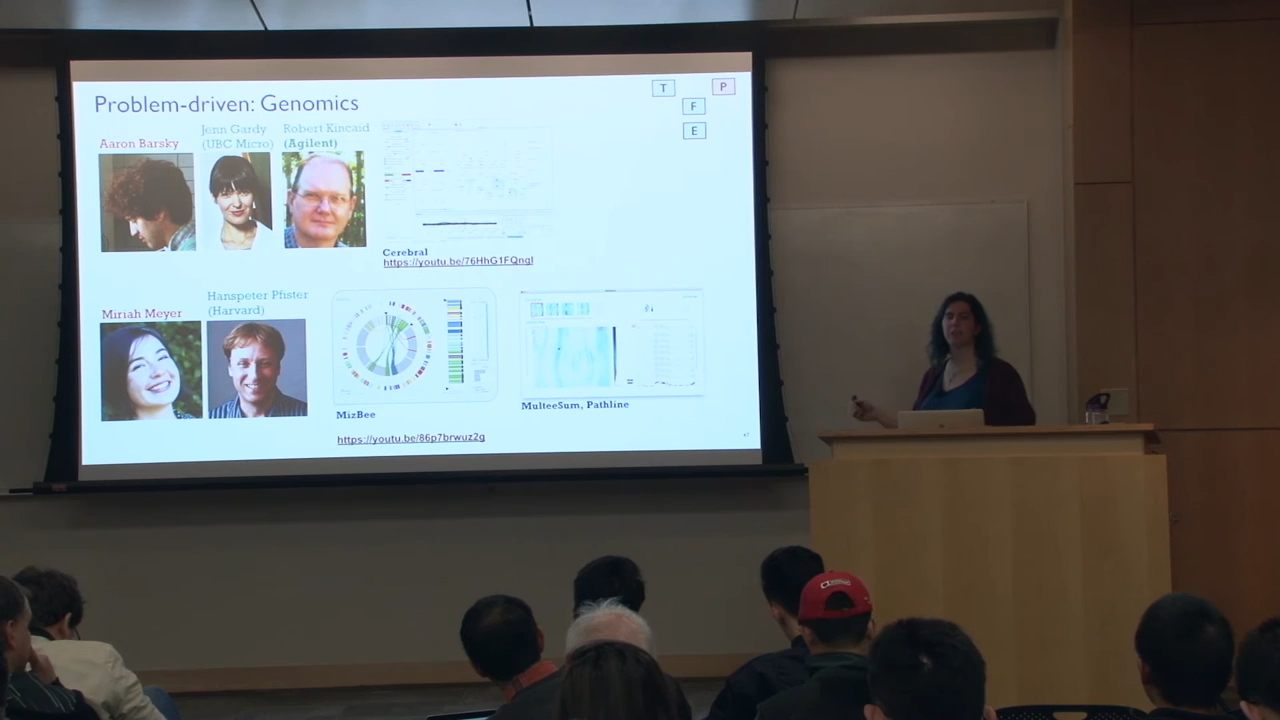 Problem-driven: Genomics
T
P
F
E
Aaron Barsky
Jenn Gardy
(UBC Micro)
Robert Kincaid
(Agilent)
Cerebral
https://youtu.be/76HhG1FQngI
Miriah Meyer
Hanspeter Pfister
(Harvard)
MizBee
https://youtu.be/86p7brwuz2g
MulteeSum, Pathline